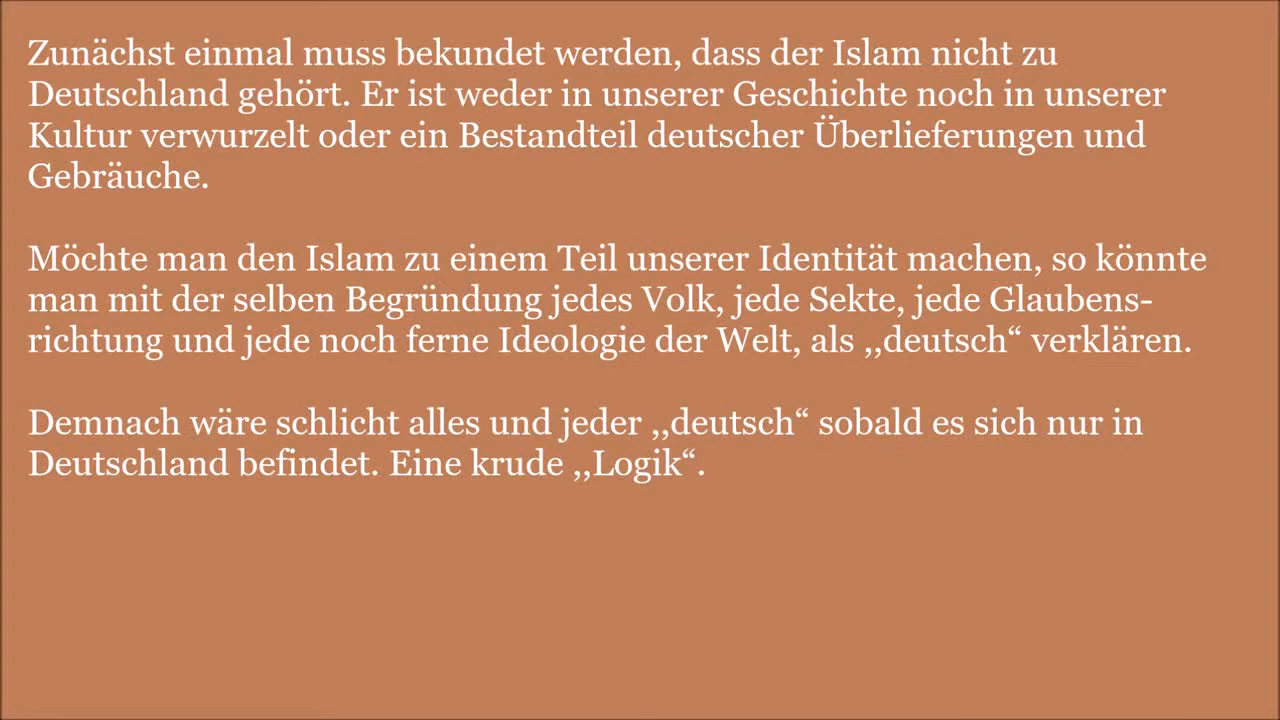 Zunächst einmal muss bekundet werden, dass der Islam nicht zu
Deutschland gehört. Er ist weder in unserer Geschichte noch in unserer
Kultur verwurzelt oder ein Bestandteil deutscher Überlieferungen und
Gebräuche.
Möchte man den Islam zu einem Teil unserer Identität machen, so könnte
man mit der selben Begründung jedes Volk, jede Sekte, jede Glaubens-
richtung und jede noch ferne Ideologie der Welt, als ,,deutsch“ verklären.
Demnach wäre schlicht alles und jeder ,,deutsch“ sobald es sich nur in
Deutschland befindet. Eine krude ,,Logik“.